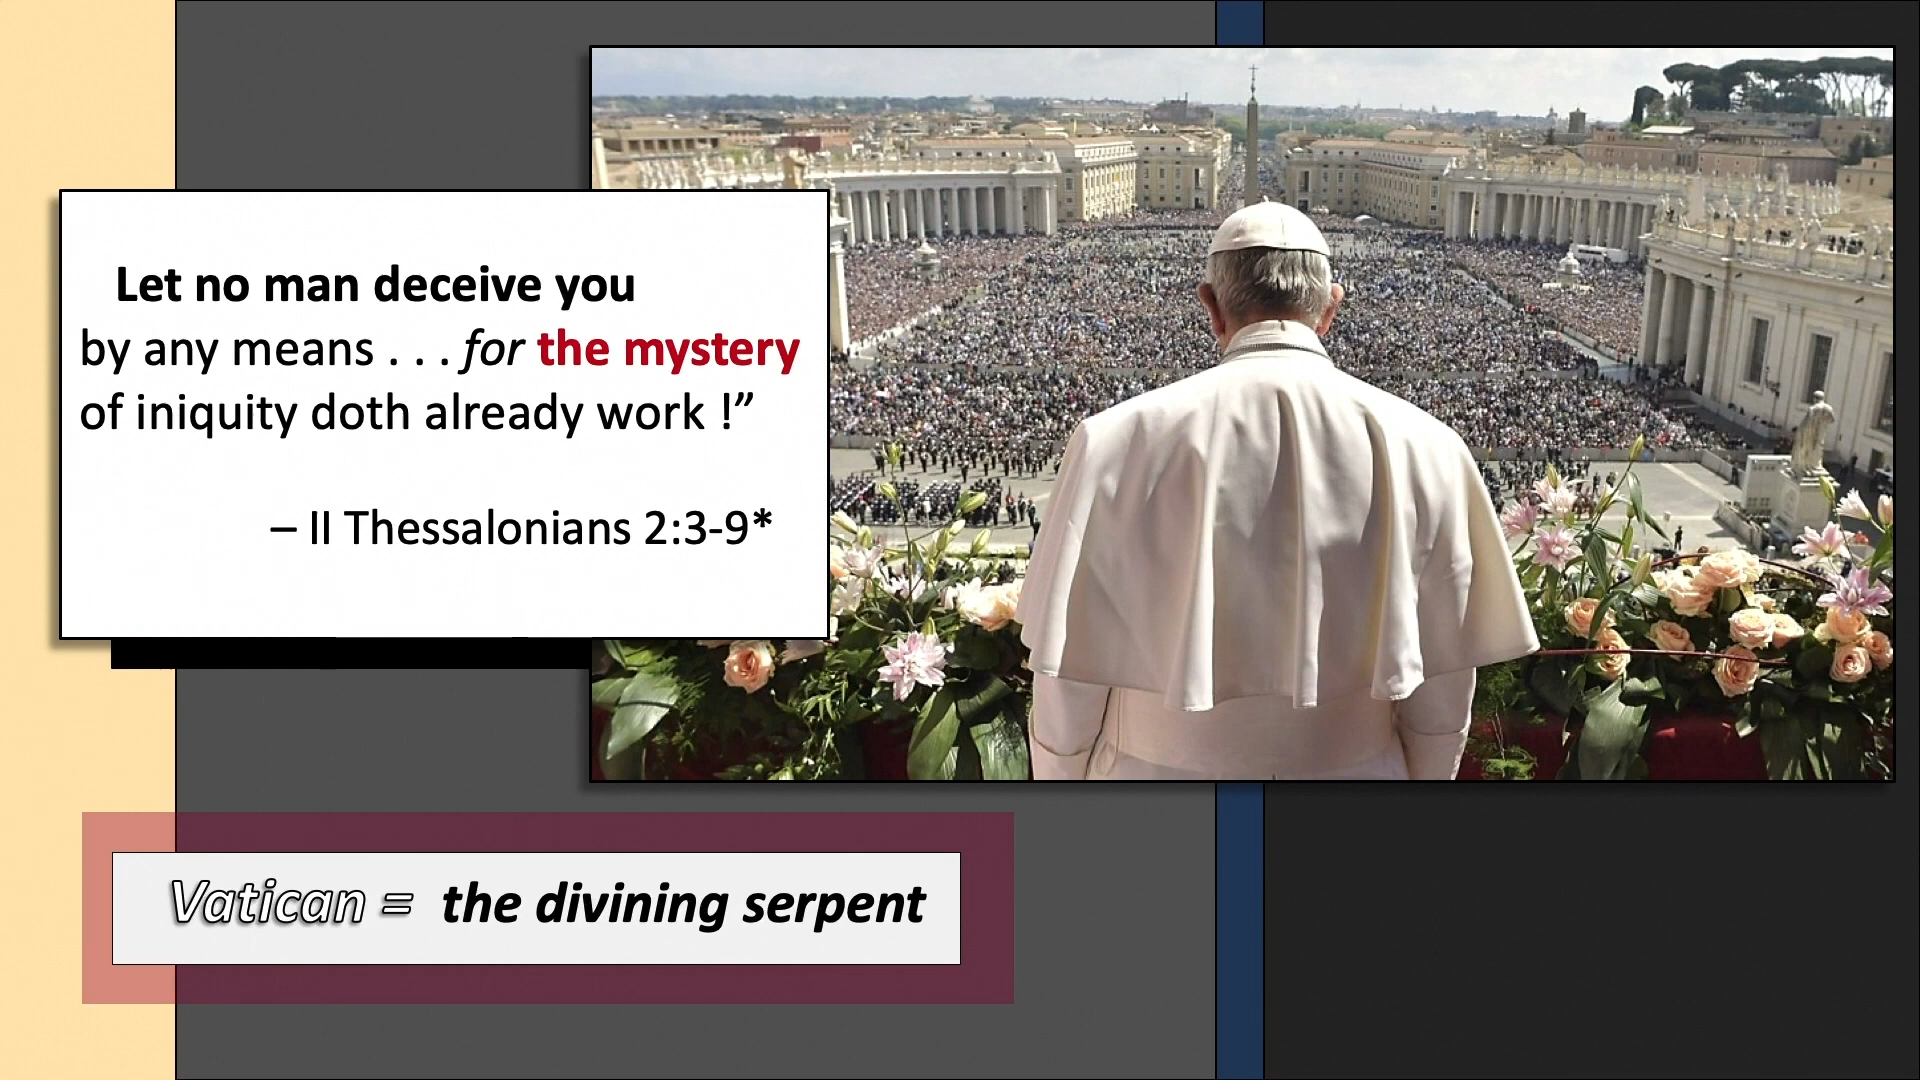 Let no man deceive you
by any means . . . for the mystery
of iniquity doth already work !”
– II Thessalonians 2:3-9*
Vatican = the divining serpent